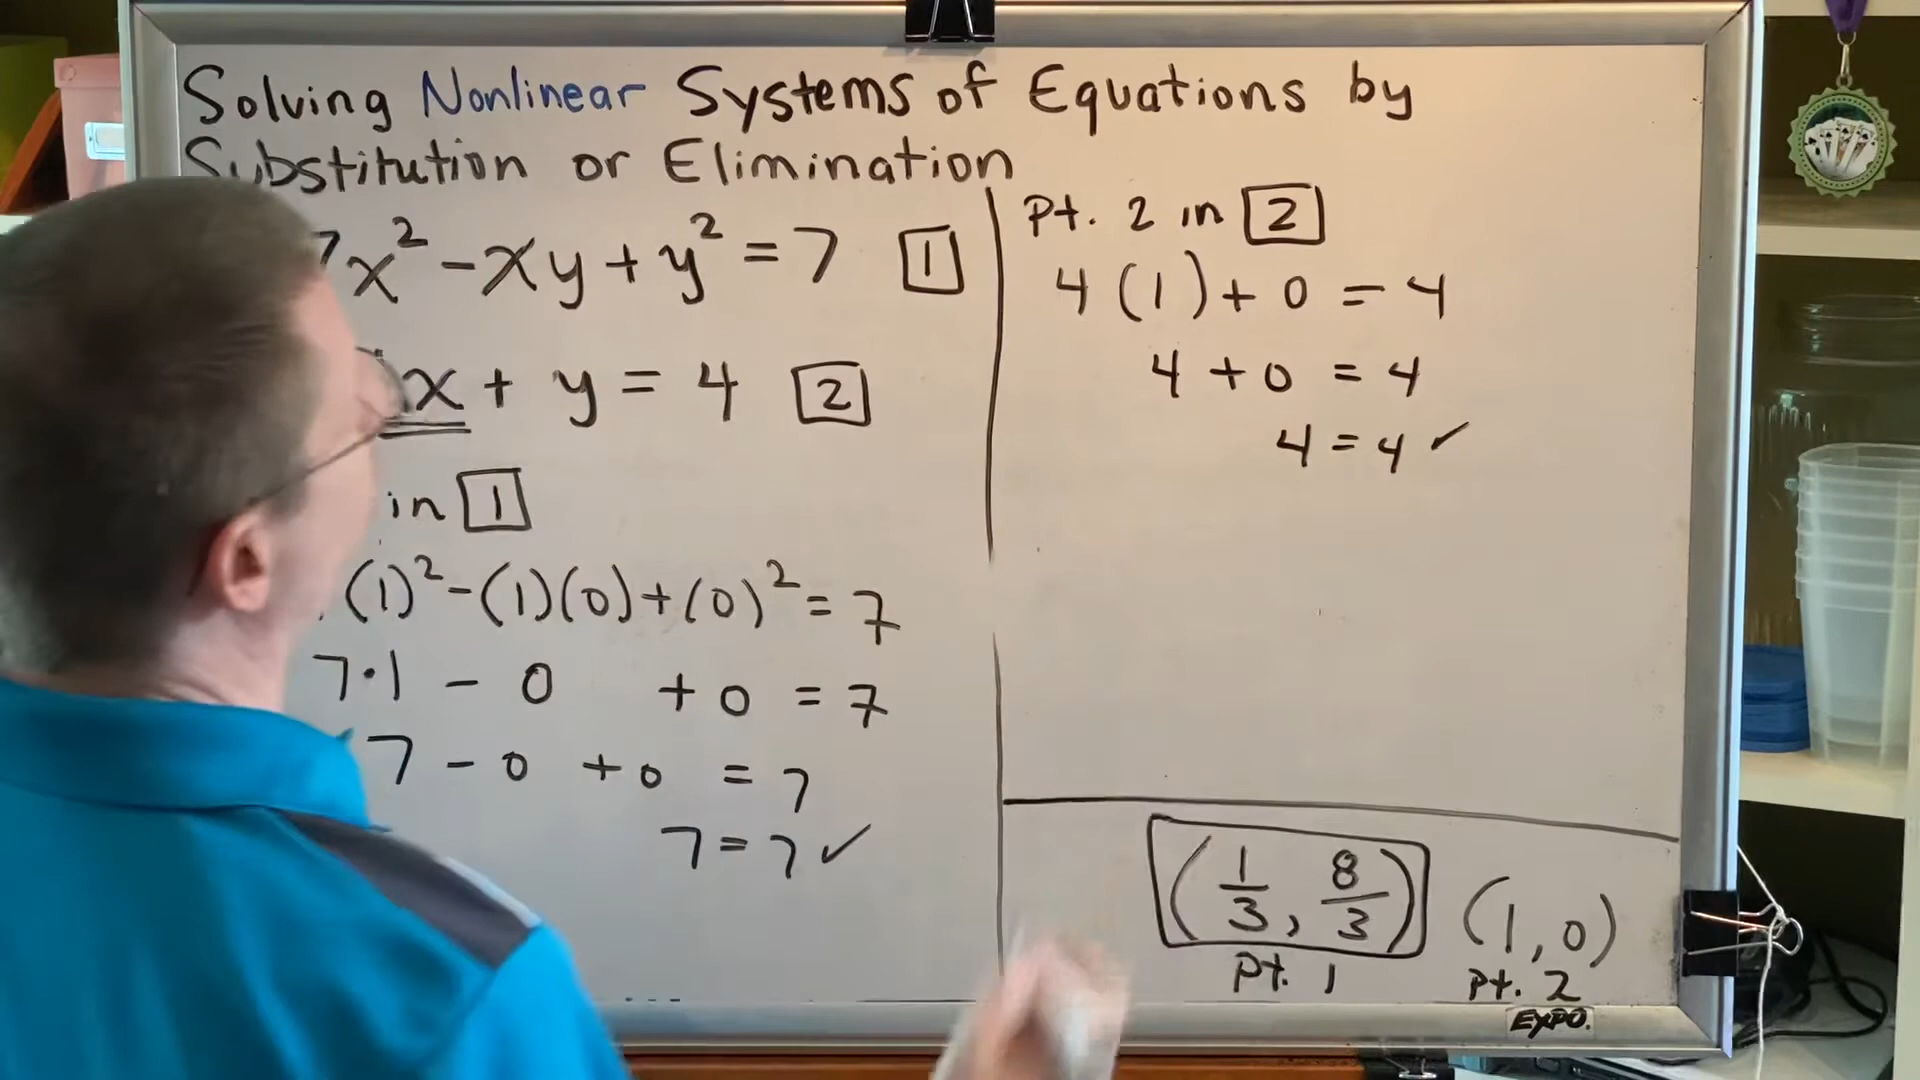 Solving Nonlinear Systems of Equations by
Substitution or Elimination
7x² - xy + y² = 7 [1]
x + y = 4 [2]
in [1]
(1)² - (1)(0) + (0)² = 7
7·1 - 0 + 0 = 7
7 - 0 + 0 = 7
7 = 7 ✓
Pt. 2 in [2]
4(1) + 0 = 4
4 + 0 = 4
4 = 4 ✓
(1/3, 8/3) (1, 0)
Pt. 1 Pt. 2
EXPO